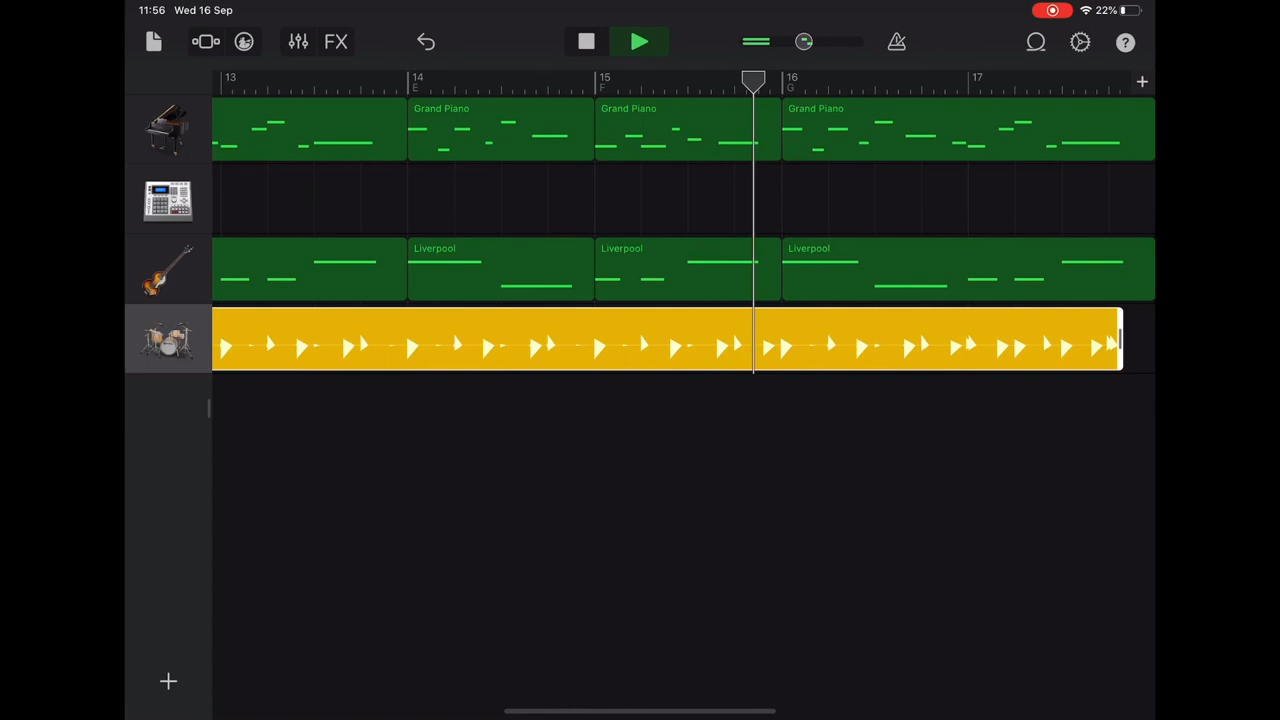 11:56 Wed 16 Sep 22%
FX ?
13 14 15 16 17 +
E F G
Grand Piano Grand Piano Grand Piano
Liverpool Liverpool Liverpool
+